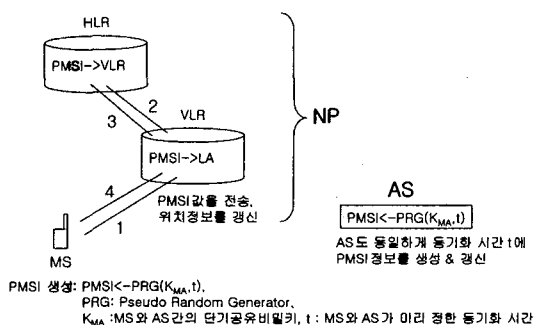 HLR
PMSI->VLR
2
3
VLR
NP
PMSI->LA
4
1
PMSI값을 전송,
위치정보를 갱신
MS
AS
PMSI<-PRG(K_MA,t)
AS도 동일하게 동기화 시간 t에
PMSI정보를 생성 & 갱신
PMSI 생성: PMSI<-PRG(K_MA,t),
PRG: Pseudo Random Generator,
K_MA :MS와 AS간의 단기공유비밀키, t : MS와 AS가 미리 정한 동기화 시간